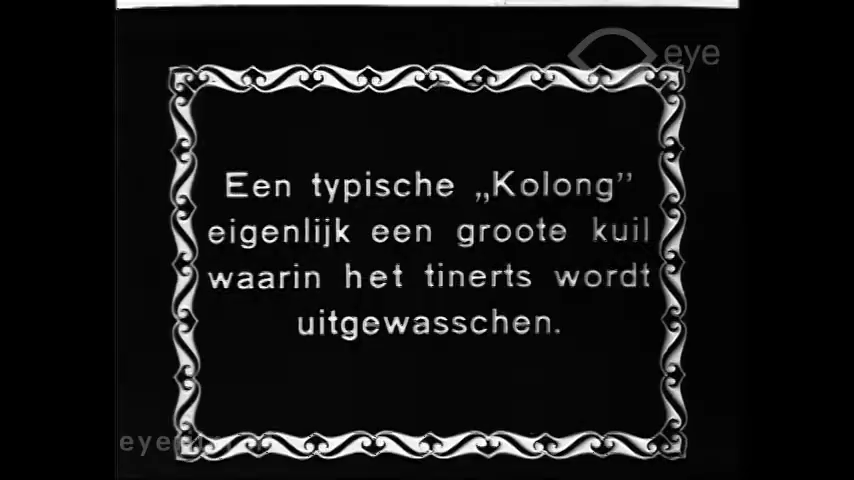 eye
Een typische „Kolong”
eigenlijk een groote kuil
waarin het tinerts wordt
uitgewasschen.